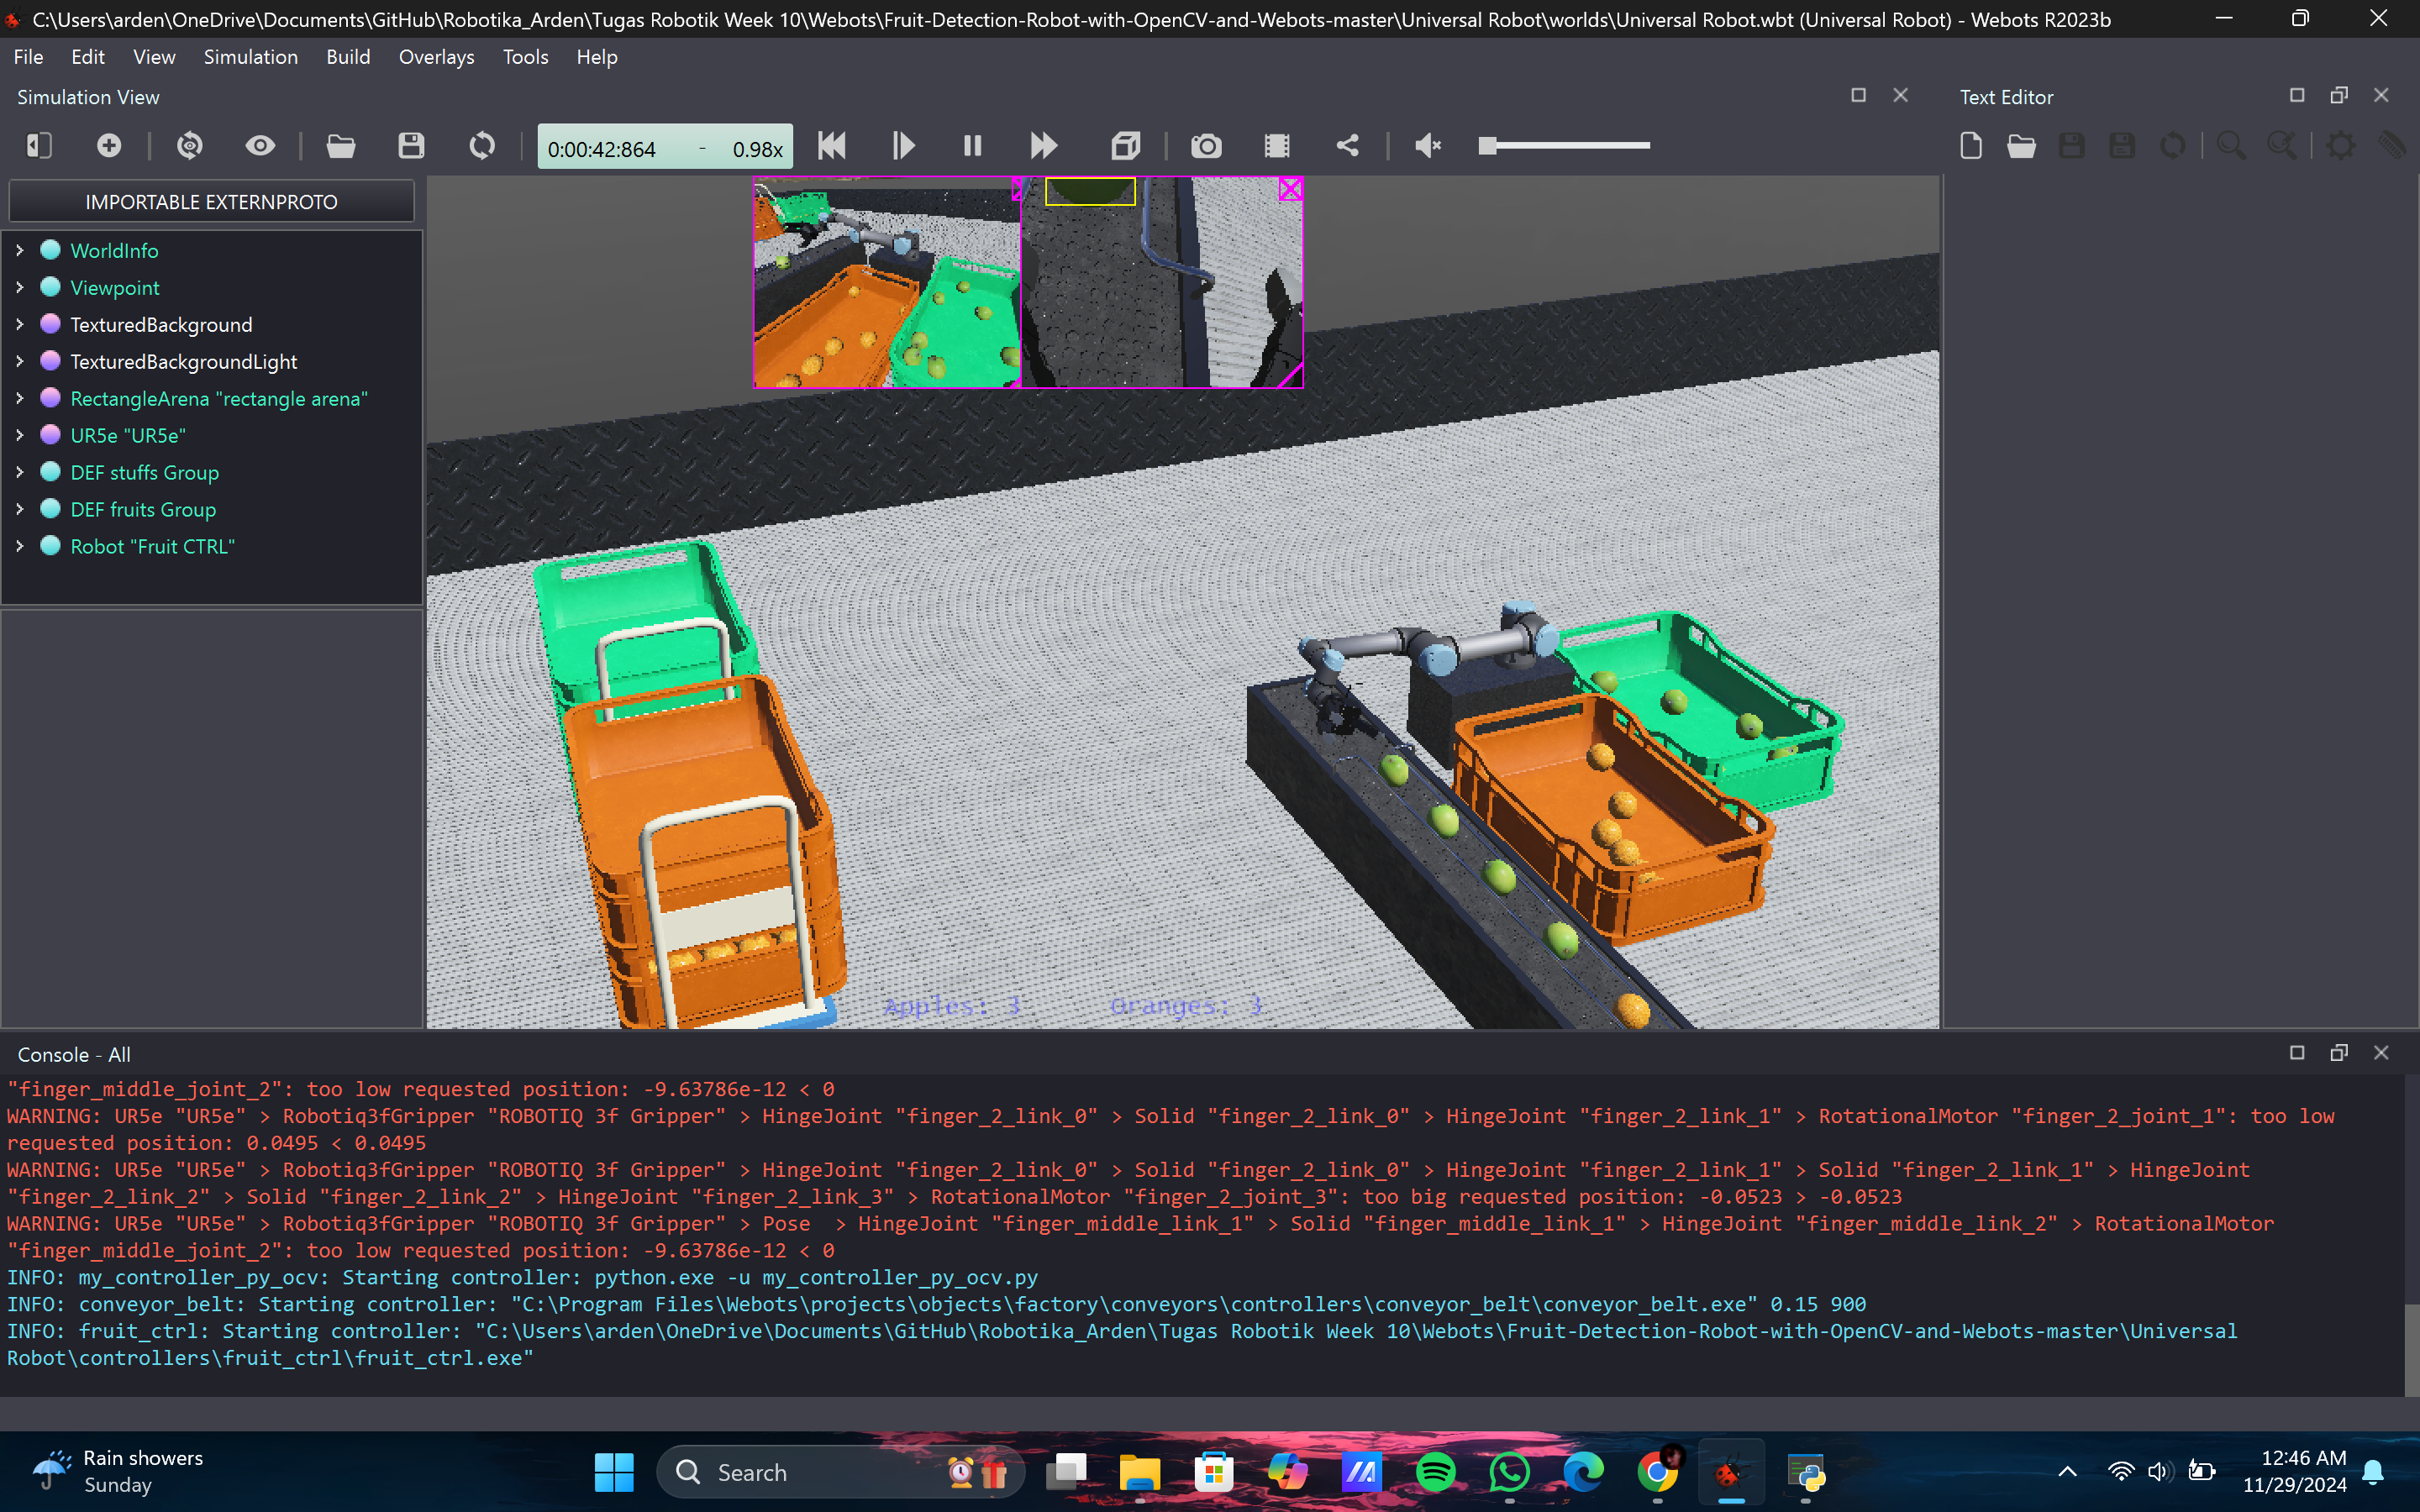 C:\Users\arden\OneDrive\Documents\GitHub\Robotika_Arden\Tugas Robotik Week 10\Webots\Fruit-Detection-Robot-with-OpenCV-and-Webots-master\Universal Robot\worlds\Universal Robot.wbt (Universal Robot) - Webots R2023b
File Edit View Simulation Build Overlays Tools Help
Simulation View
Text Editor
0:00:42:864 - 0.98x
IMPORTABLE EXTERNPROTO
WorldInfo
Viewpoint
TexturedBackground
TexturedBackgroundLight
RectangleArena "rectangle arena"
UR5e "UR5e"
DEF stuffs Group
DEF fruits Group
Robot "Fruit CTRL"
Apples: 3 Oranges: 3
Console - All
"finger_middle_joint_2": too low requested position: -9.63786e-12 < 0
WARNING: UR5e "UR5e" > Robotiq3fGripper "ROBOTIQ 3f Gripper" > HingeJoint "finger_2_link_0" > Solid "finger_2_link_0" > HingeJoint "finger_2_link_1" > RotationalMotor "finger_2_joint_1": too low
requested position: 0.0495 < 0.0495
WARNING: UR5e "UR5e" > Robotiq3fGripper "ROBOTIQ 3f Gripper" > HingeJoint "finger_2_link_0" > Solid "finger_2_link_0" > HingeJoint "finger_2_link_1" > Solid "finger_2_link_1" > HingeJoint
"finger_2_link_2" > Solid "finger_2_link_2" > HingeJoint "finger_2_link_3" > RotationalMotor "finger_2_joint_3": too big requested position: -0.0523 > -0.0523
WARNING: UR5e "UR5e" > Robotiq3fGripper "ROBOTIQ 3f Gripper" > Pose  > HingeJoint "finger_middle_link_1" > Solid "finger_middle_link_1" > HingeJoint "finger_middle_link_2" > RotationalMotor
"finger_middle_joint_2": too low requested position: -9.63786e-12 < 0
INFO: my_controller_py_ocv: Starting controller: python.exe -u my_controller_py_ocv.py
INFO: conveyor_belt: Starting controller: "C:\Program Files\Webots\projects\objects\factory\conveyors\controllers\conveyor_belt\conveyor_belt.exe" 0.15 900
INFO: fruit_ctrl: Starting controller: "C:\Users\arden\OneDrive\Documents\GitHub\Robotika_Arden\Tugas Robotik Week 10\Webots\Fruit-Detection-Robot-with-OpenCV-and-Webots-master\Universal
Robot\controllers\fruit_ctrl\fruit_ctrl.exe"
Rain showers
Sunday
Search
12:46 AM
11/29/2024